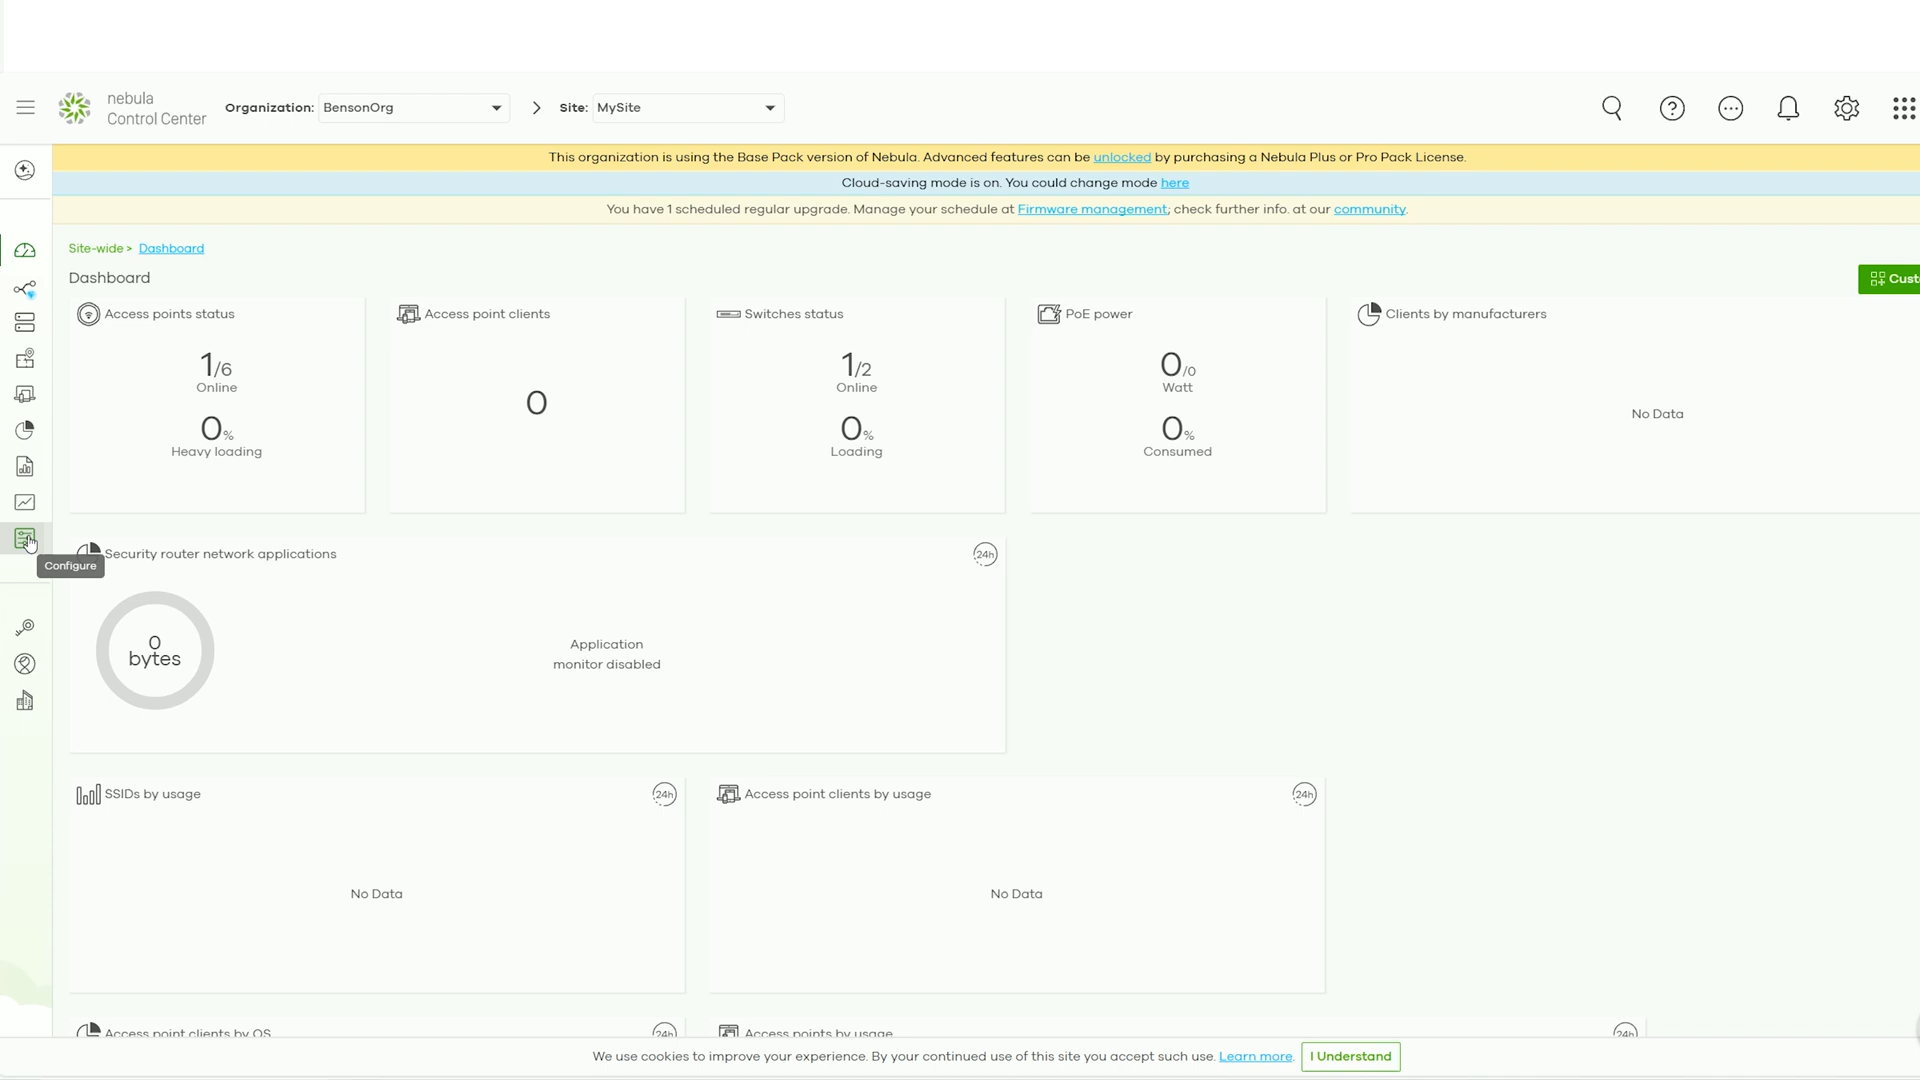 nebula
Control Center
Organization: BensonOrg
Site: MySite
This organization is using the Base Pack version of Nebula. Advanced features can be unlocked by purchasing a Nebula Plus or Pro Pack License.
Cloud-saving mode is on. You could change mode here
You have 1 scheduled regular upgrade. Manage your schedule at Firmware management; check further info. at our community.
Site-wide > Dashboard
Dashboard
Cust
Access points status
1/6
Online
0%
Heavy loading
Access point clients
0
Switches status
1/2
Online
0%
Loading
PoE power
0/0
Watt
0%
Consumed
Clients by manufacturers
No Data
Configure
Security router network applications
24h
0
bytes
Application
monitor disabled
SSIDs by usage
24h
No Data
Access point clients by usage
24h
No Data
Access point clients by OS
24h
Access points by usage
24h
We use cookies to improve your experience. By your continued use of this site you accept such use. Learn more. I Understand